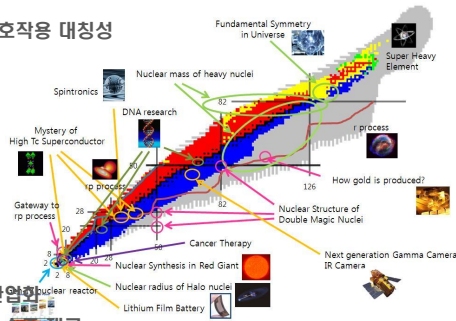 호작용 대칭성
Fundamental Symmetry
in Universe
Super Heavy
Element
Nuclear mass of heavy nuclei
Spintronics
82
DNA research
Mystery of
High Tc Superconductor
r process
50
rp process
How gold is produced?
126
82
28
Gateway to
rp process
Nuclear Structure of
Double Magic Nuclei
20
50
Cancer Therapy
28
20
8
2
2 8
Next generation Gamma Camera
IR Camera
Nuclear Synthesis in Red Giant
Nuclear radius of Halo nuclei
nuclear reactor
Lithium Film Battery